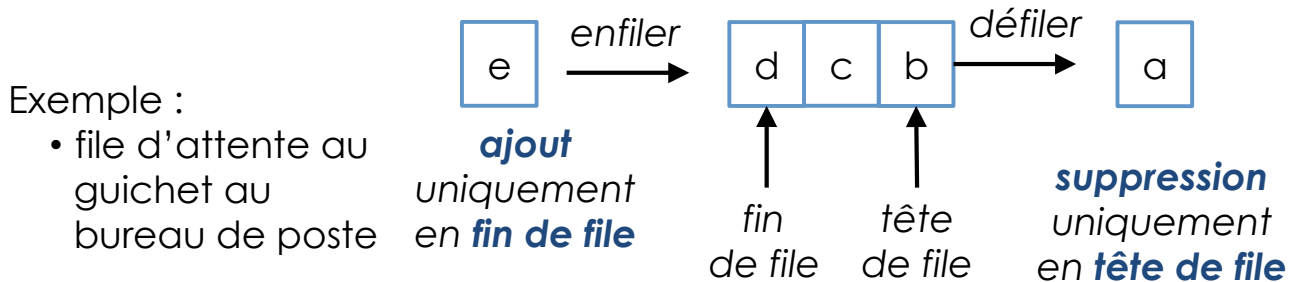 Exemple :
• file d’attente au
guichet au
bureau de poste
e
enfiler
ajout
uniquement
en fin de file
d c b
fin
de file
tête
de file
défiler
a
suppression
uniquement
en tête de file